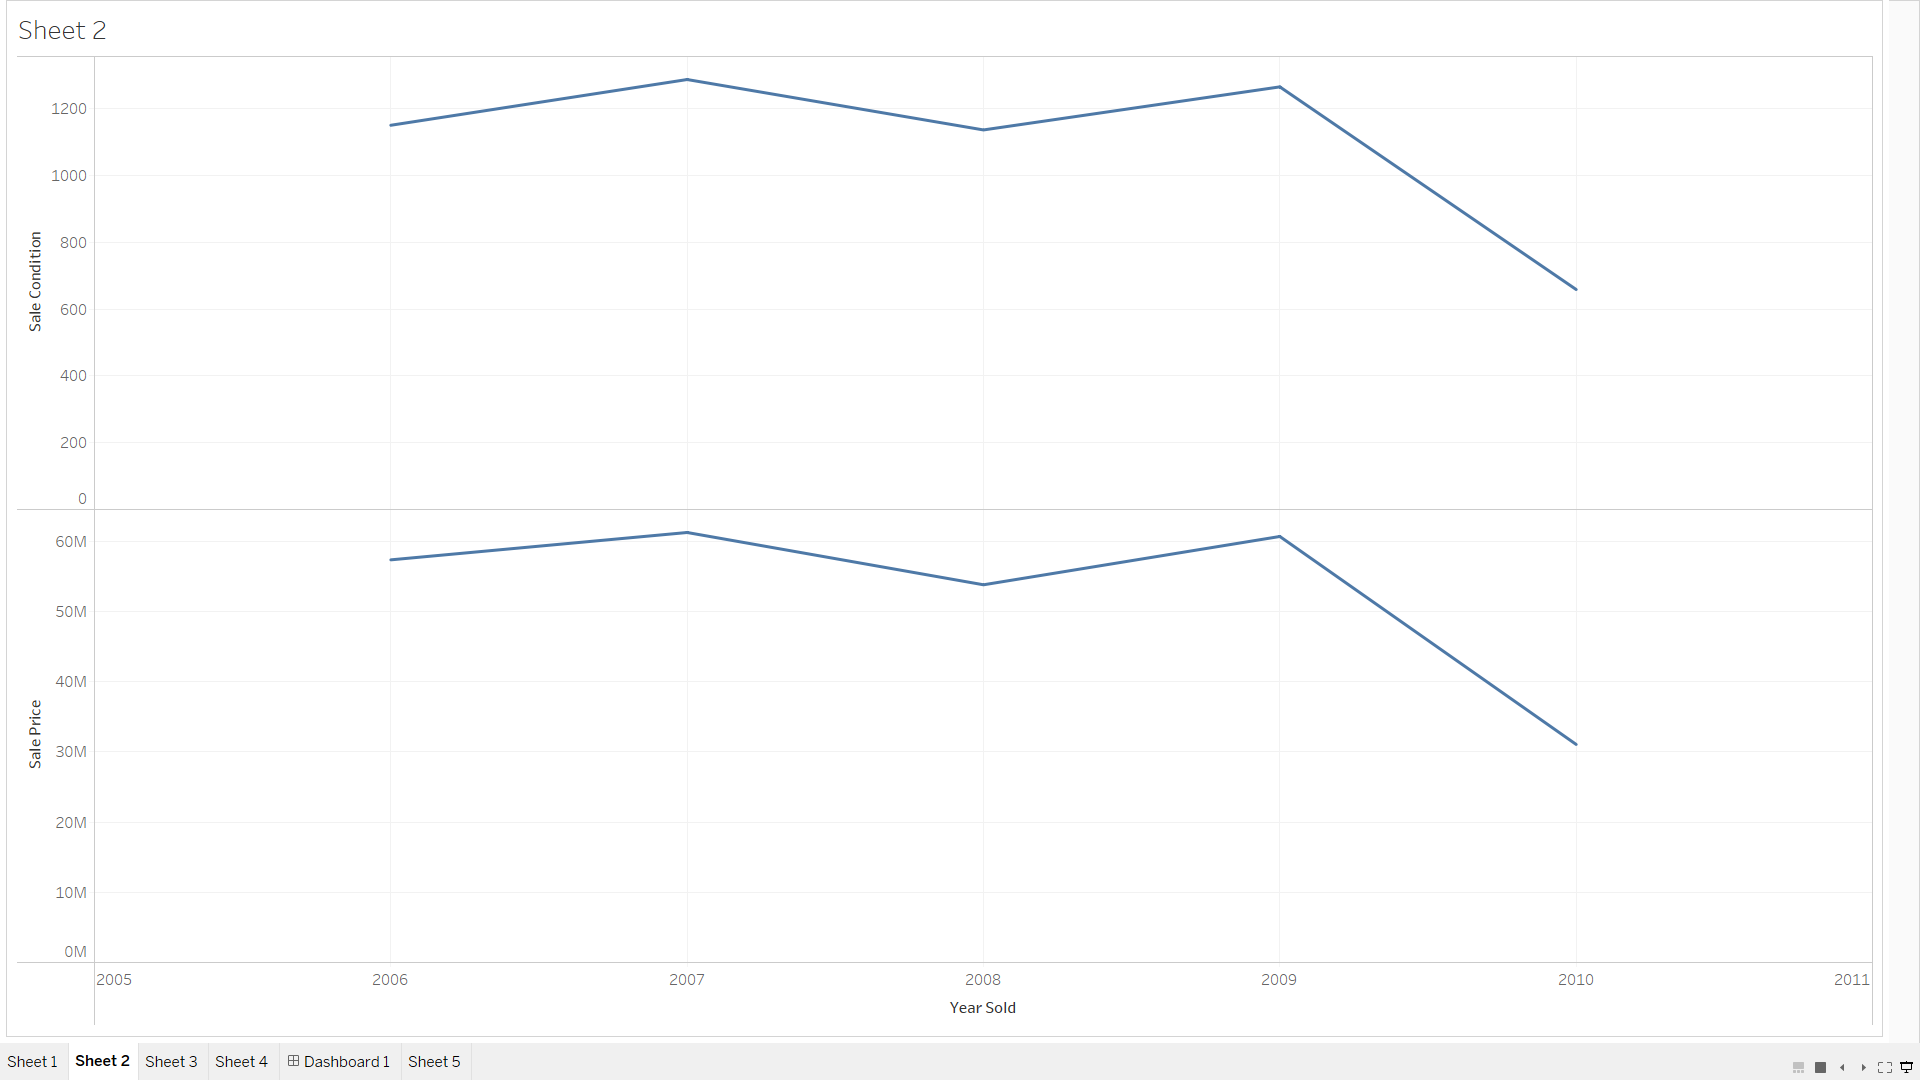 Sheet 2
1200
1000
800
600
400
200
0
Sale Condition
60M
50M
40M
30M
20M
10M
0M
Sale Price
2005 2006 2007 2008 2009 2010 2011
Year Sold
Sheet 1 Sheet 2 Sheet 3 Sheet 4 Dashboard 1 Sheet 5